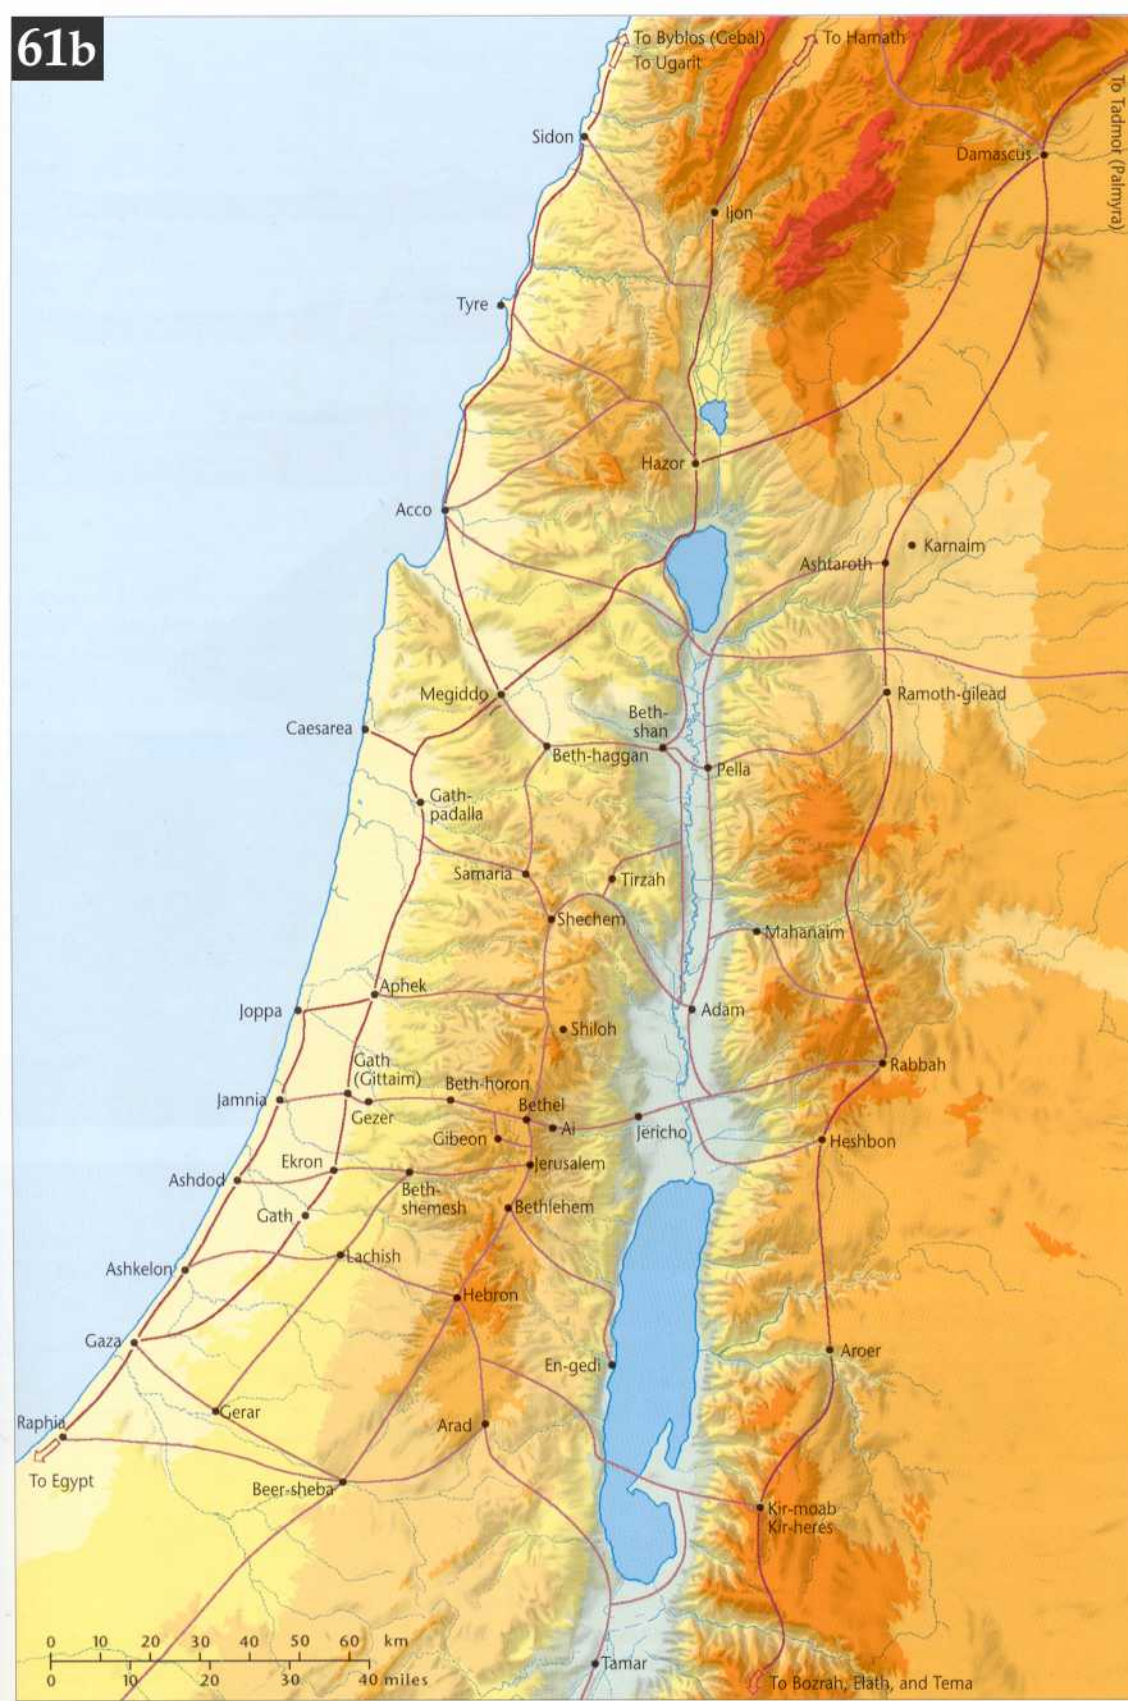 61b
To Byblos (Gebal)
To Ugarit
To Hamath
To Tadmor (Palmyra)
Sidon
Damascus
Ijon
Tyre
Hazor
Acco
Karnaim
Ashtaroth
Megiddo
Ramoth-gilead
Caesarea
Beth-
shan
Beth-haggan
Pella
Gath-
padalla
Samaria
Tirzah
Shechem
Mahanaim
Aphek
Joppa
Adam
Shiloh
Gath
(Gittaim)
Rabbah
Beth-horon
Jamnia
Gezer
Bethel
Ai
Jericho
Gibeon
Heshbon
Ekron
Jerusalem
Ashdod
Beth-
shemesh
Gath
Bethlehem
Lachish
Ashkelon
Hebron
Gaza
Aroer
En-gedi
Gerar
Raphia
Arad
To Egypt
Beer-sheba
Kir-moab
Kir-heres
0 10 20 30 40 50 60 km
0 10 20 30 40 miles
Tamar
To Bozrah, Elath, and Tema